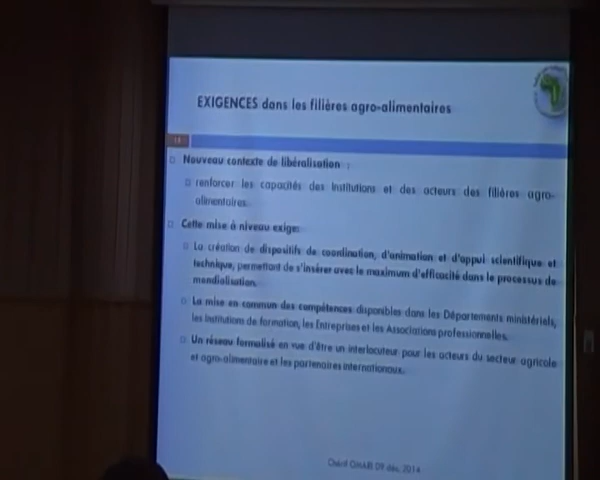 EXIGENCES dans les filières agro-alimentaires
Nouveau contexte de libéralisation :
renforcer les capacités des Institutions et des acteurs des filières agro-
alimentaires.
Cette mise à niveau exige:
La création de dispositifs de coordination, d'animation et d'appui scientifique et
technique, permettant de s'insérer avec le maximum d'efficacité dans le processus de
mondialisation.
La mise en commun des compétences disponibles dans les Départements ministériels,
les Institutions de formation, les Entreprises et les Associations professionnelles.
Un réseau formalisé en vue d'être un interlocuteur pour les acteurs du secteur agricole
et agro-alimentaire et les partenaires internationaux.
09 déc. 2014